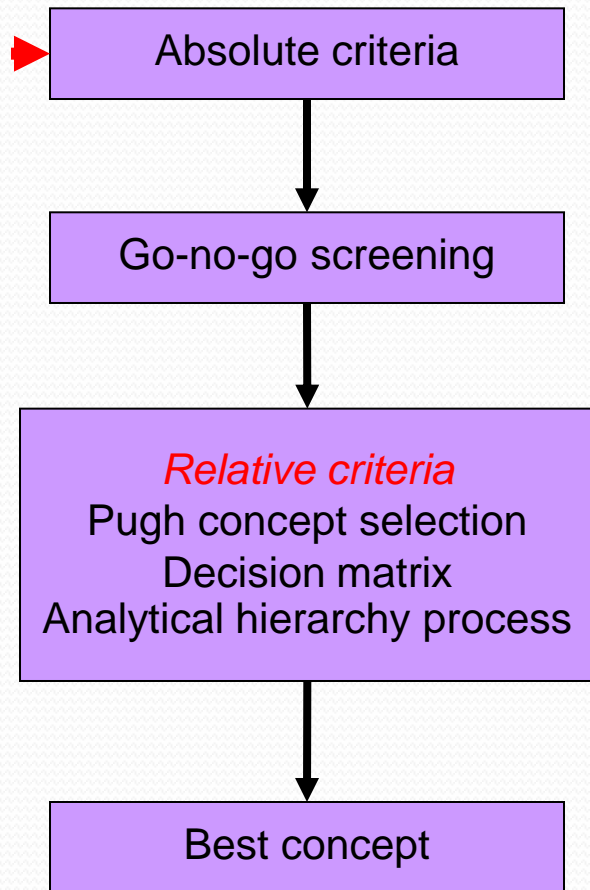 Absolute criteria
Go-no-go screening
Relative criteria
Pugh concept selection
Decision matrix
Analytical hierarchy process
Best concept